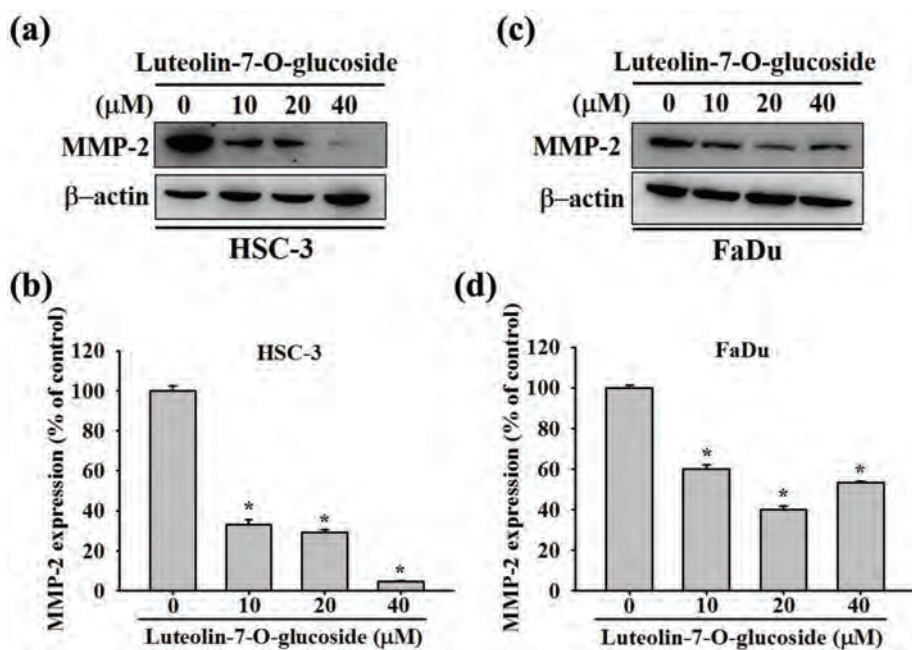 (a)
Luteolin-7-O-glucoside
(μM) 0 10 20 40
MMP-2
β–actin
HSC-3
(c)
Luteolin-7-O-glucoside
(μM) 0 10 20 40
MMP-2
β–actin
FaDu
(b)
MMP-2 expression (% of control)
120
100
80
60
40
20
0
HSC-3
*
*
*
0 10 20 40
Luteolin-7-O-glucoside (μM)
(d)
MMP-2 expression (% of control)
120
100
80
60
40
20
0
FaDu
*
*
*
0 10 20 40
Luteolin-7-O-glucoside (μM)